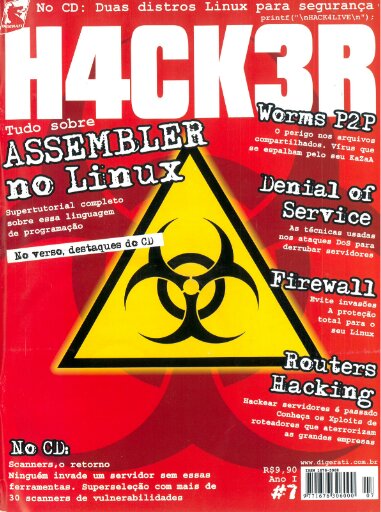 No CD: Duas distros Linux para segurança
printf("\nHACK4LIVE\n");
DIGERATI
H4CK3R
Tudo sobre
ASSEMBLER
no Linux
Supertutorial completo
sobre essa linguagem
de programação
No verso, destaques do CD
Worms P2P
O perigo nos arquivos
compartilhados. Vírus que
se espalham pelo seu KaZaA
Denial of
Service
As técnicas usadas
nos ataques DoS para
derrubar servidores
Firewall
Evite invasões
A proteção
total para o
seu Linux
Routers
Hacking
Hackear servidores é passado
Conheça os Xploits de
roteadores que aterrorizam
as grandes empresas
www.digerati.com.br
No CD:
Scanners, o retorno
Ninguém invade um servidor sem essas
ferramentas. Superseleção com mais de
30 scanners de vulnerabilidades
R$9,90
Ano I
#7
07